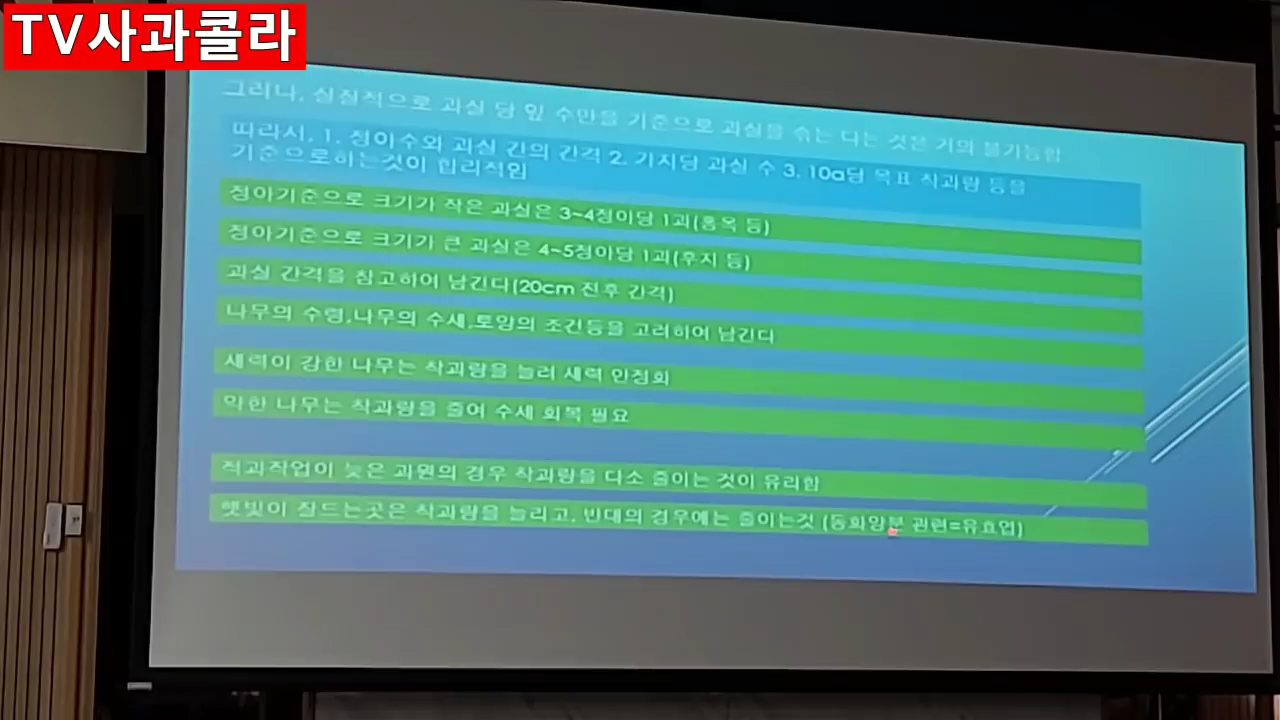 TV사과콜라
그러나, 실질적으로 과실 당 잎 수만을 기준으로 과실을 솎는 다는 것은 거의 불가능함
따라서, 1. 정아수와 과실 간의 간격 2. 가지당 과실 수 3. 10a당 목표 착과량 등을
기준으로하는것이 합리적임
정아기준으로 크기가 작은 과실은 3~4정아당 1과(홍옥 등)
정아기준으로 크기가 큰 과실은 4~5정아당 1과(후지 등)
과실 간격을 참고하여 남긴다(20cm 전후 간격)
나무의 수령,나무의 수세,토양의 조건등을 고려하여 남긴다
세력이 강한 나무는 착과량을 늘려 세력 안정화
약한 나무는 착과량을 줄여 수세 회복 필요
적과작업이 늦은 과원의 경우 착과량을 다소 줄이는 것이 유리함
햇빛이 잘드는곳은 착과량을 늘리고, 반대의 경우에는 줄이는것 (동화양분 관련=유효엽)